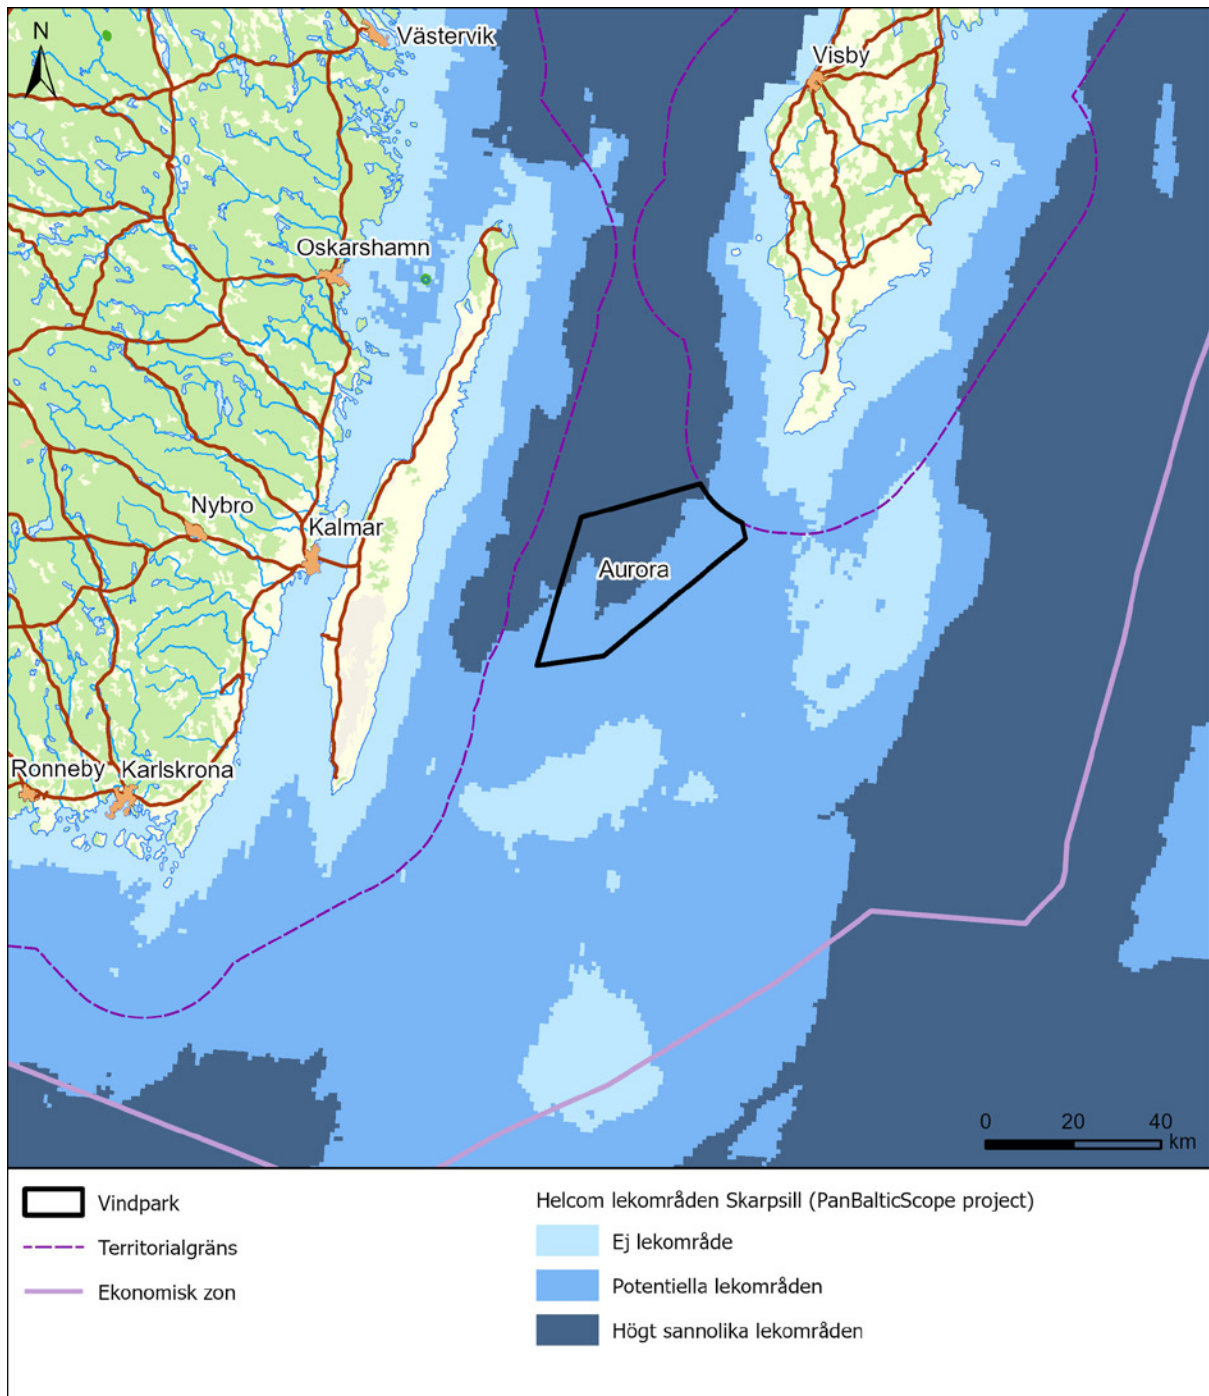 N
Västervik
Visby
Oskarshamn
Nybro
Kalmar
Aurora
Ronneby
Karlskrona
0 20 40
km
Vindpark
Territorialgräns
Ekonomisk zon
Helcom lekområden Skarpsill (PanBalticScope project)
Ej lekområde
Potentiella lekområden
Högt sannolika lekområden